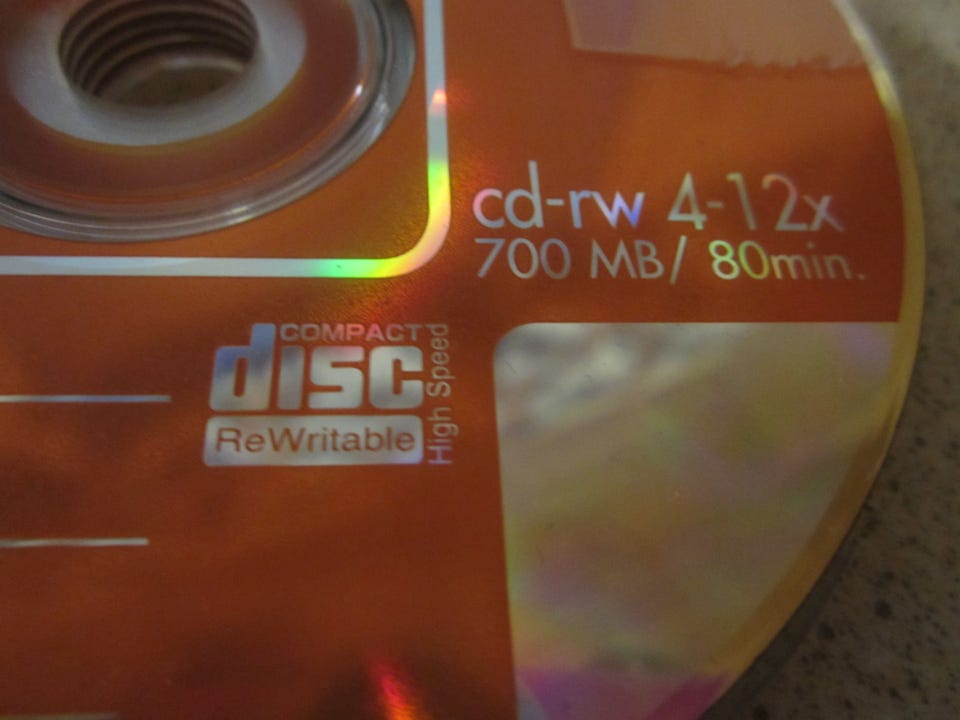 cd-rw 4-12x
700 MB/ 80min.
COMPACT
disc
ReWritable
High Speed